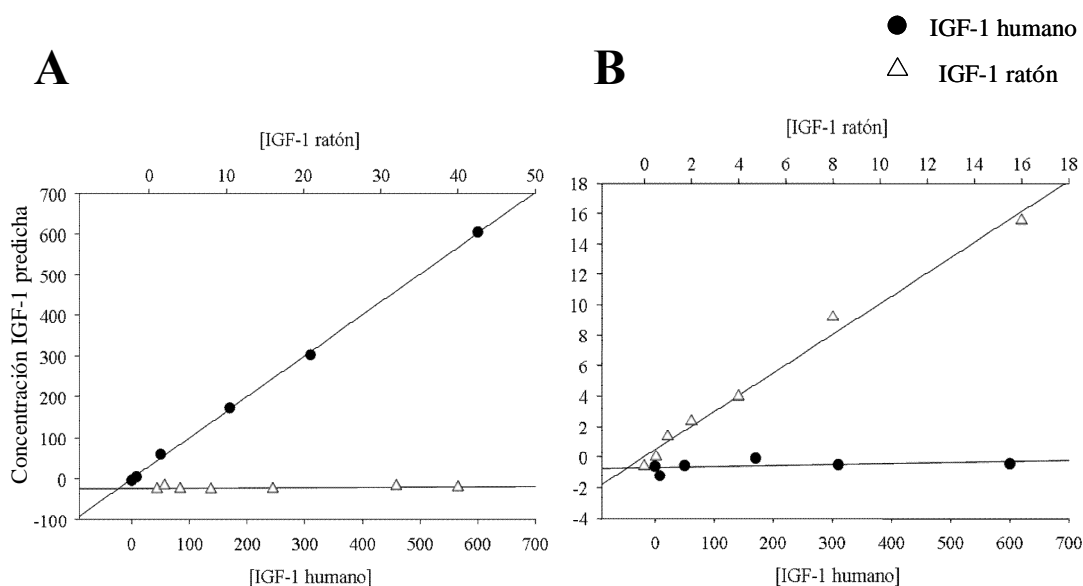 A
B
IGF-1 humano
IGF-1 ratón
[IGF-1 ratón]
0 10 20 30 40 50
700
600
500
400
300
200
100
0
-100
0 100 200 300 400 500 600 700
[IGF-1 humano]
Concentración IGF-1 predicha
[IGF-1 ratón]
0 2 4 6 8 10 12 14 16 18
18
16
14
12
10
8
6
4
2
0
-2
-4
0 100 200 300 400 500 600 700
[IGF-1 humano]